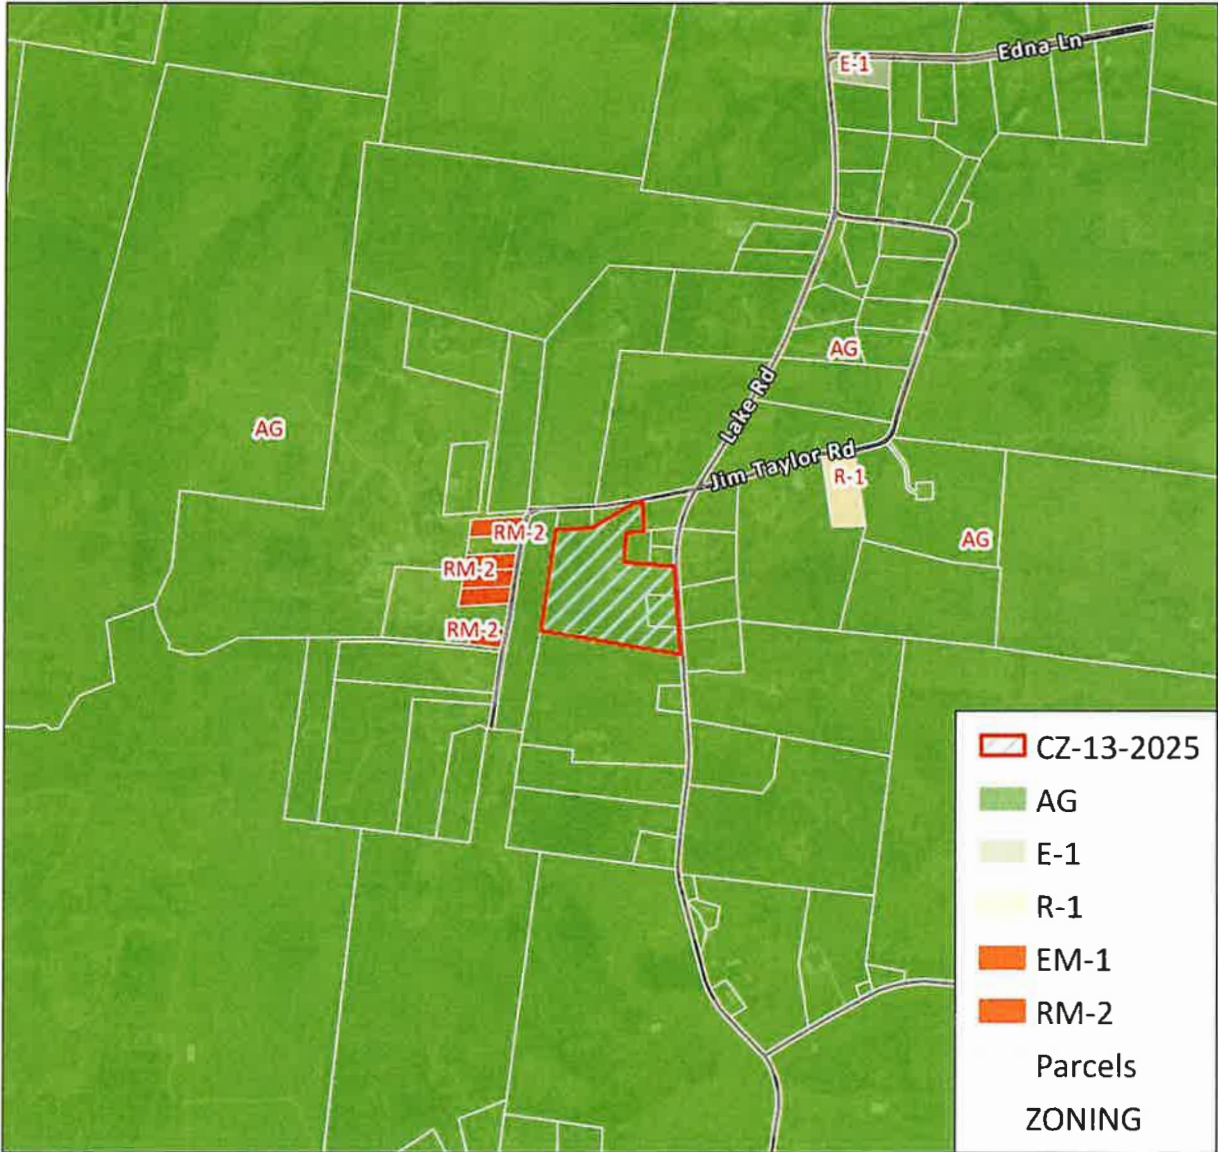 Edna Ln
E-1
AG
Lake Rd
AG
Jim Taylor Rd
R-1
RM-2
AG
RM-2
RM-2
CZ-13-2025
AG
E-1
R-1
EM-1
RM-2
Parcels
ZONING